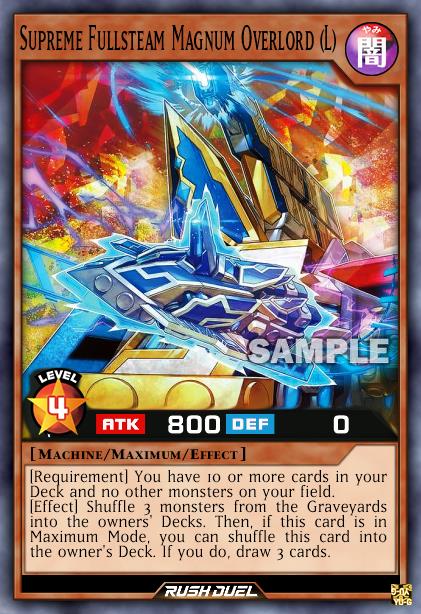 Supreme Fullsteam Magnum Overlord (L)
やみ
闇
SAMPLE
LEVEL
4
ATK 800 DEF 0
[Machine/Maximum/Effect]
[Requirement] You have 10 or more cards in your
Deck and no other monsters on your field.
[Effect] Shuffle 3 monsters from the Graveyards
into the owners' Decks. Then, if this card is in
Maximum Mode, you can shuffle this card into
the owner's Deck. If you do, draw 3 cards.
RUSH DUEL